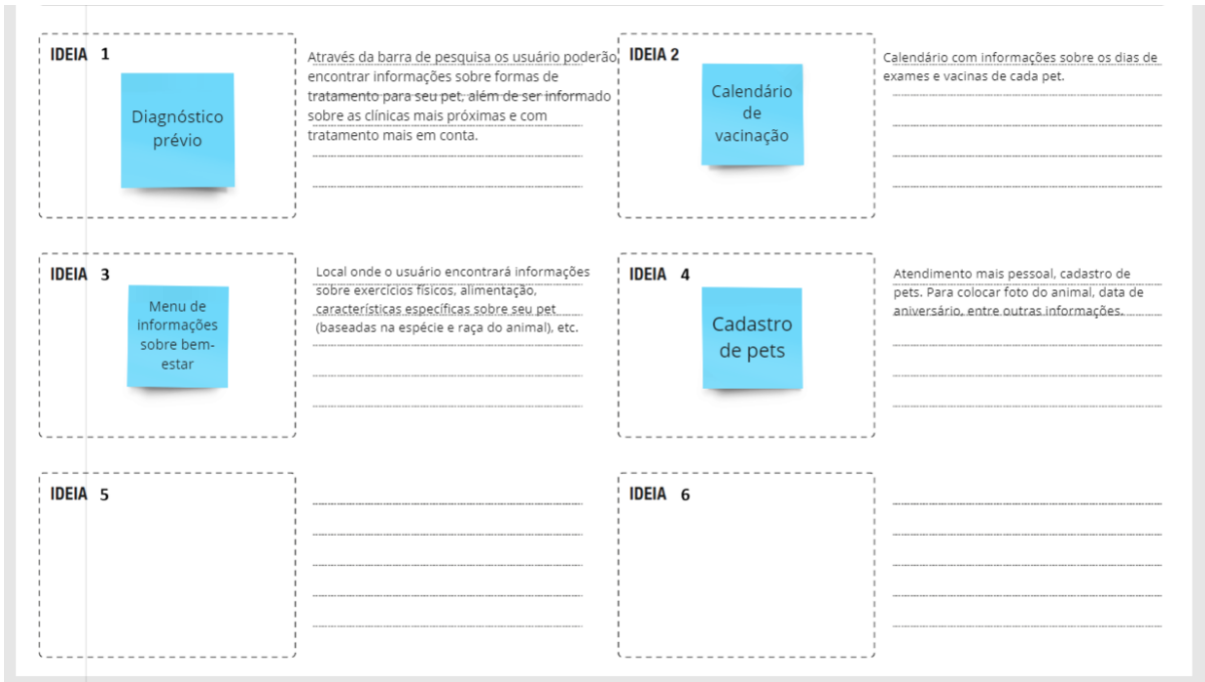 IDEIA 1
Diagnóstico
prévio
Através da barra de pesquisa os usuário poderão
encontrar informações sobre formas de
tratamento para seu pet, além de ser informado
sobre as clínicas mais próximas e com
tratamento mais em conta.
IDEIA 2
Calendário
de
vacinação
Calendário com informações sobre os dias de
exames e vacinas de cada pet.
IDEIA 3
Menu de
informações
sobre bem-
estar
Local onde o usuário encontrará informações
sobre exercícios físicos, alimentação,
características específicas sobre seu pet
(baseadas na espécie e raça do animal), etc.
IDEIA 4
Cadastro
de pets
Atendimento mais pessoal, cadastro de
pets. Para colocar foto do animal, data de
aniversário, entre outras informações.
IDEIA 5
IDEIA 6